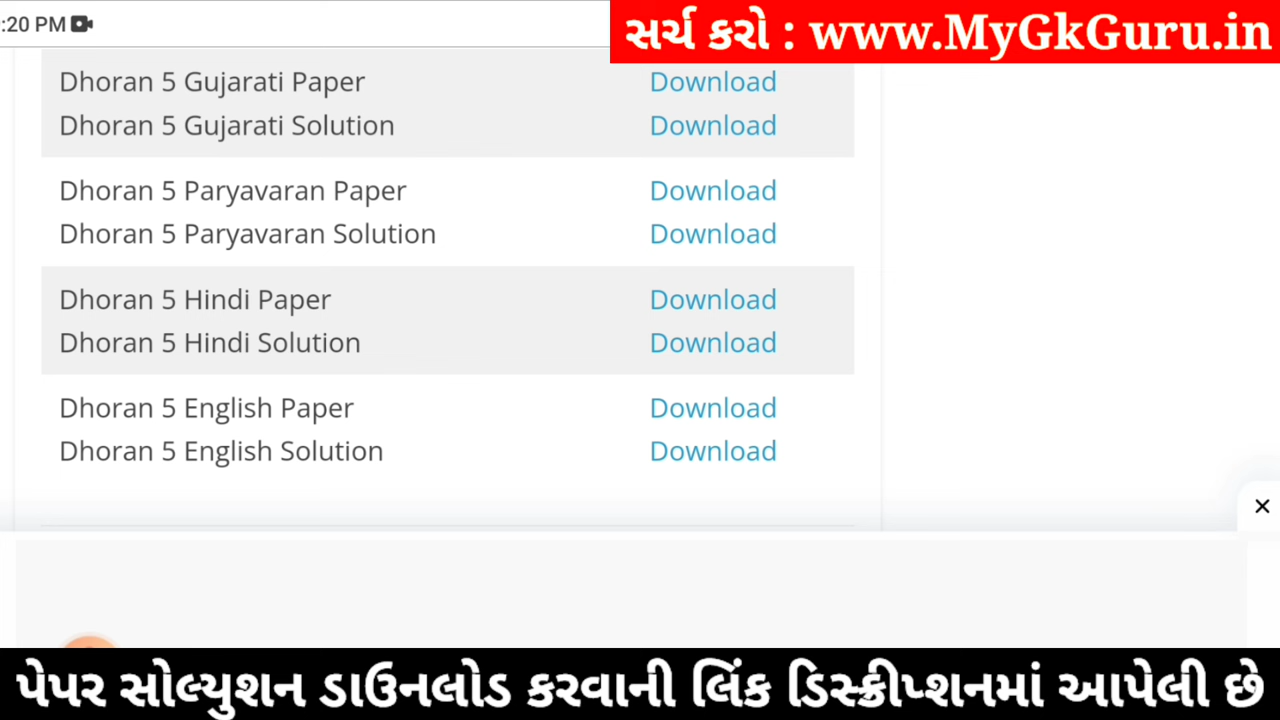 :20 PM
સર્ચ કરો : www.MyGkGuru.in
Dhoran 5 Gujarati Paper Download
Dhoran 5 Gujarati Solution Download
Dhoran 5 Paryavaran Paper Download
Dhoran 5 Paryavaran Solution Download
Dhoran 5 Hindi Paper Download
Dhoran 5 Hindi Solution Download
Dhoran 5 English Paper Download
Dhoran 5 English Solution Download
પેપર સોલ્યુશન ડાઉનલોડ કરવાની લિંક ડિસ્ક્રીપ્શનમાં આપેલી છે